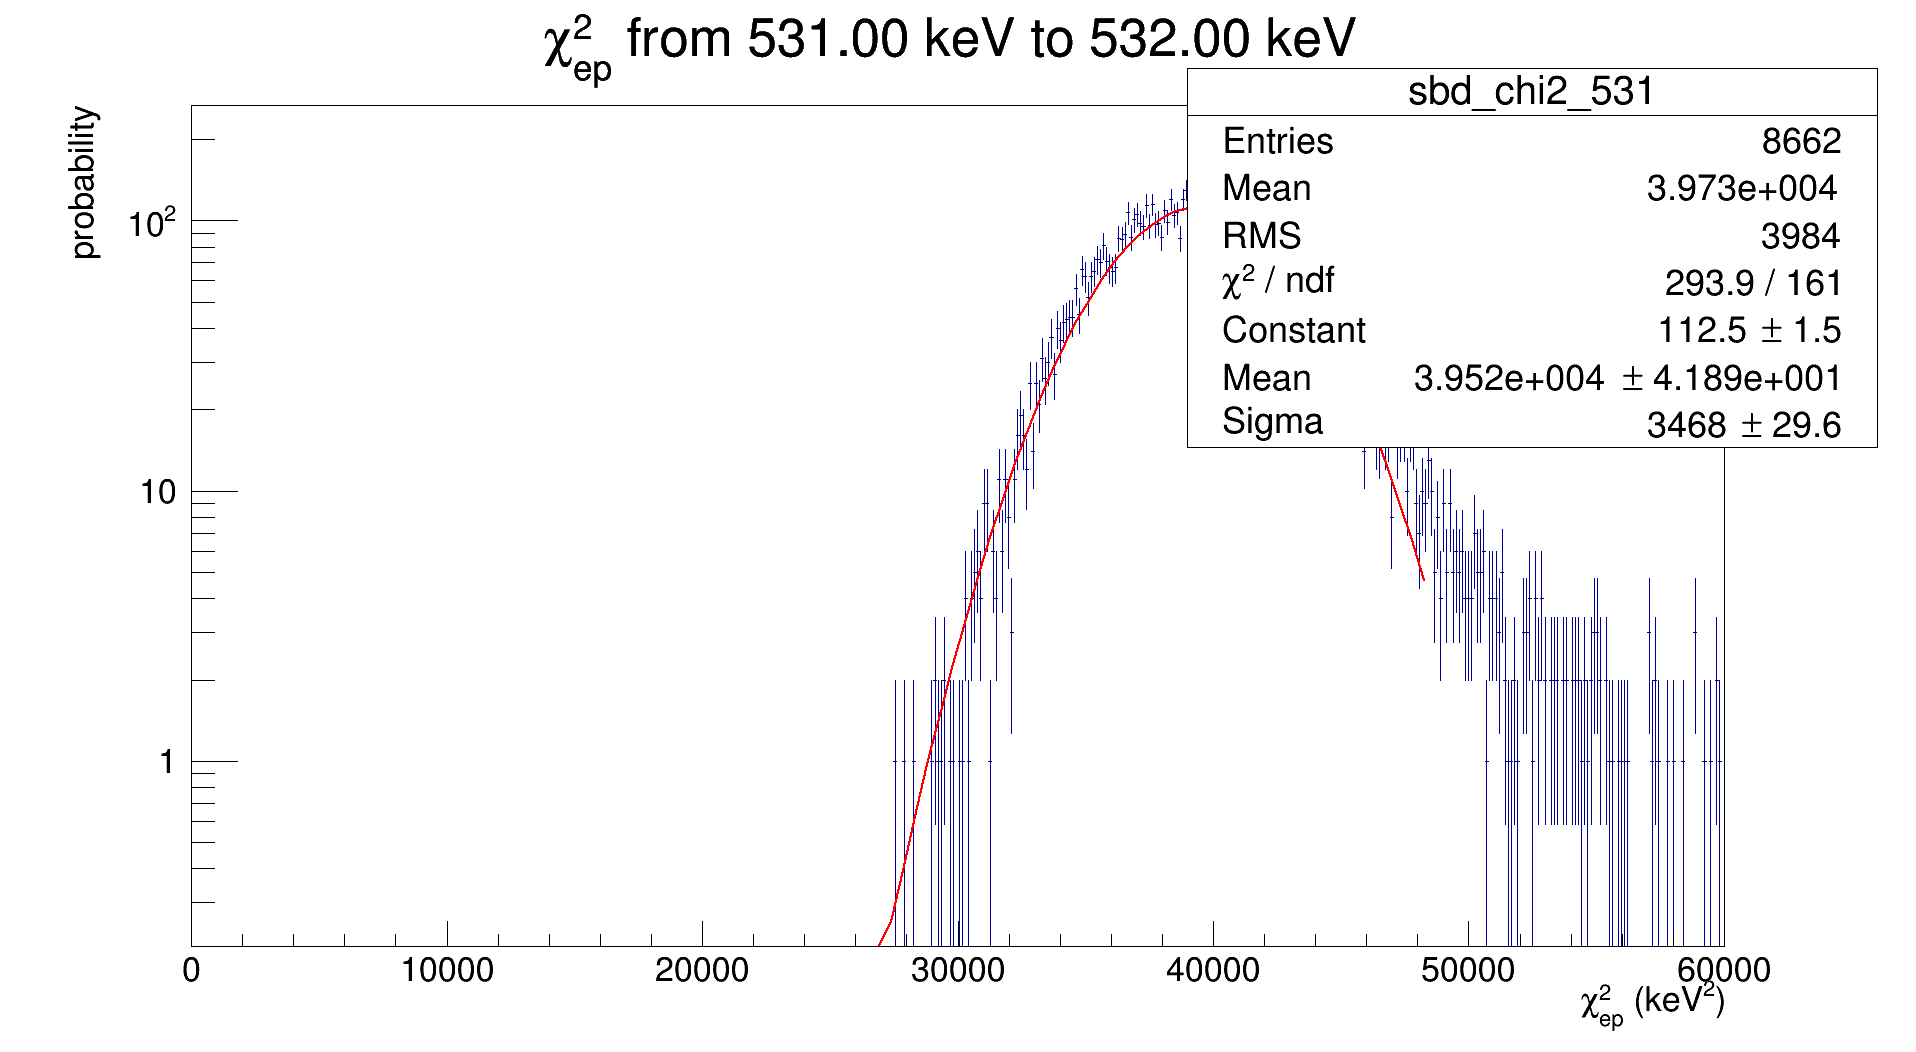 χ²ep from 531.00 keV to 532.00 keV
sbd_chi2_531
Entries 8662
Mean 3.973e+004
RMS 3984
χ² / ndf 293.9 / 161
Constant 112.5 ± 1.5
Mean 3.952e+004 ± 4.189e+001
Sigma 3468 ± 29.6
probability
10²
10
1
0 10000 20000 30000 40000 50000 60000
χ²ep (keV²)